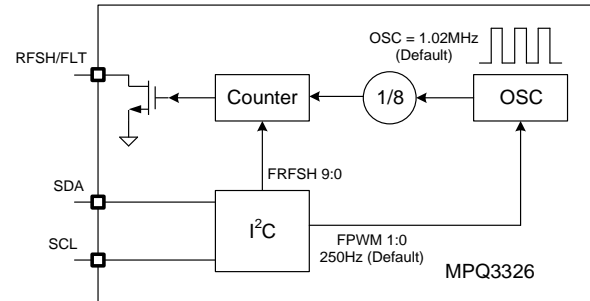 OSC = 1.02MHz
(Default)
RFSH/FLT
Counter
1/8
OSC
FRFSH 9:0
SDA
I²C
FPWM 1:0
250Hz (Default)
SCL
MPQ3326